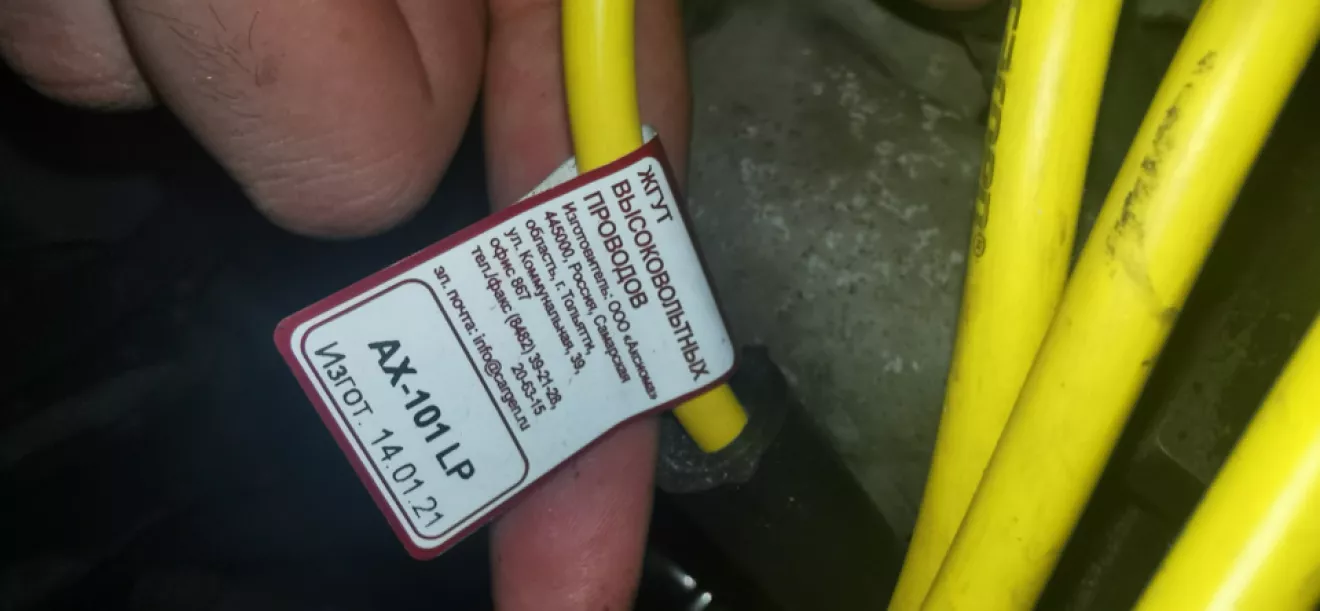 ЖГУТ
ВЫСОКОВОЛЬТНЫХ
ПРОВОДОВ
Изготовитель: ООО «Аксиома»
445000, Россия, Самарская
область, г. Тольятти,
ул. Коммунальная, 39,
офис 867
тел./факс (8482) 39-21-28,
20-63-15
эл. почта: info@cargen.ru
AX-101 LP
Изгот. 14.01.21
®